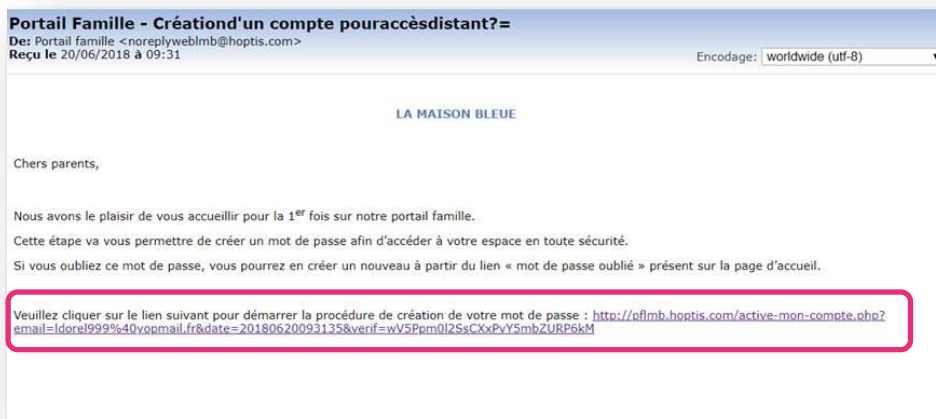 Portail Famille - Créationd'un compte pouraccèsdistant?=
De: Portail famille <noreplyweblmb@hoptis.com>
Reçu le 20/06/2018 à 09:31
Encodage: worldwide (utf-8)
LA MAISON BLEUE
Chers parents,
Nous avons le plaisir de vous accueillir pour la 1er fois sur notre portail famille.
Cette étape va vous permettre de créer un mot de passe afin d'accéder à votre espace en toute sécurité.
Si vous oubliez ce mot de passe, vous pourrez en créer un nouveau à partir du lien « mot de passe oublié » présent sur la page d'accueil.
Veuillez cliquer sur le lien suivant pour démarrer la procédure de création de votre mot de passe : http://pflmb.hoptis.com/active-mon-compte.php?
email=ldorel999%40yopmail.fr&date=20180620093135&verif=wV5Ppm0l2SsCXxPvY5mbZURP6kM